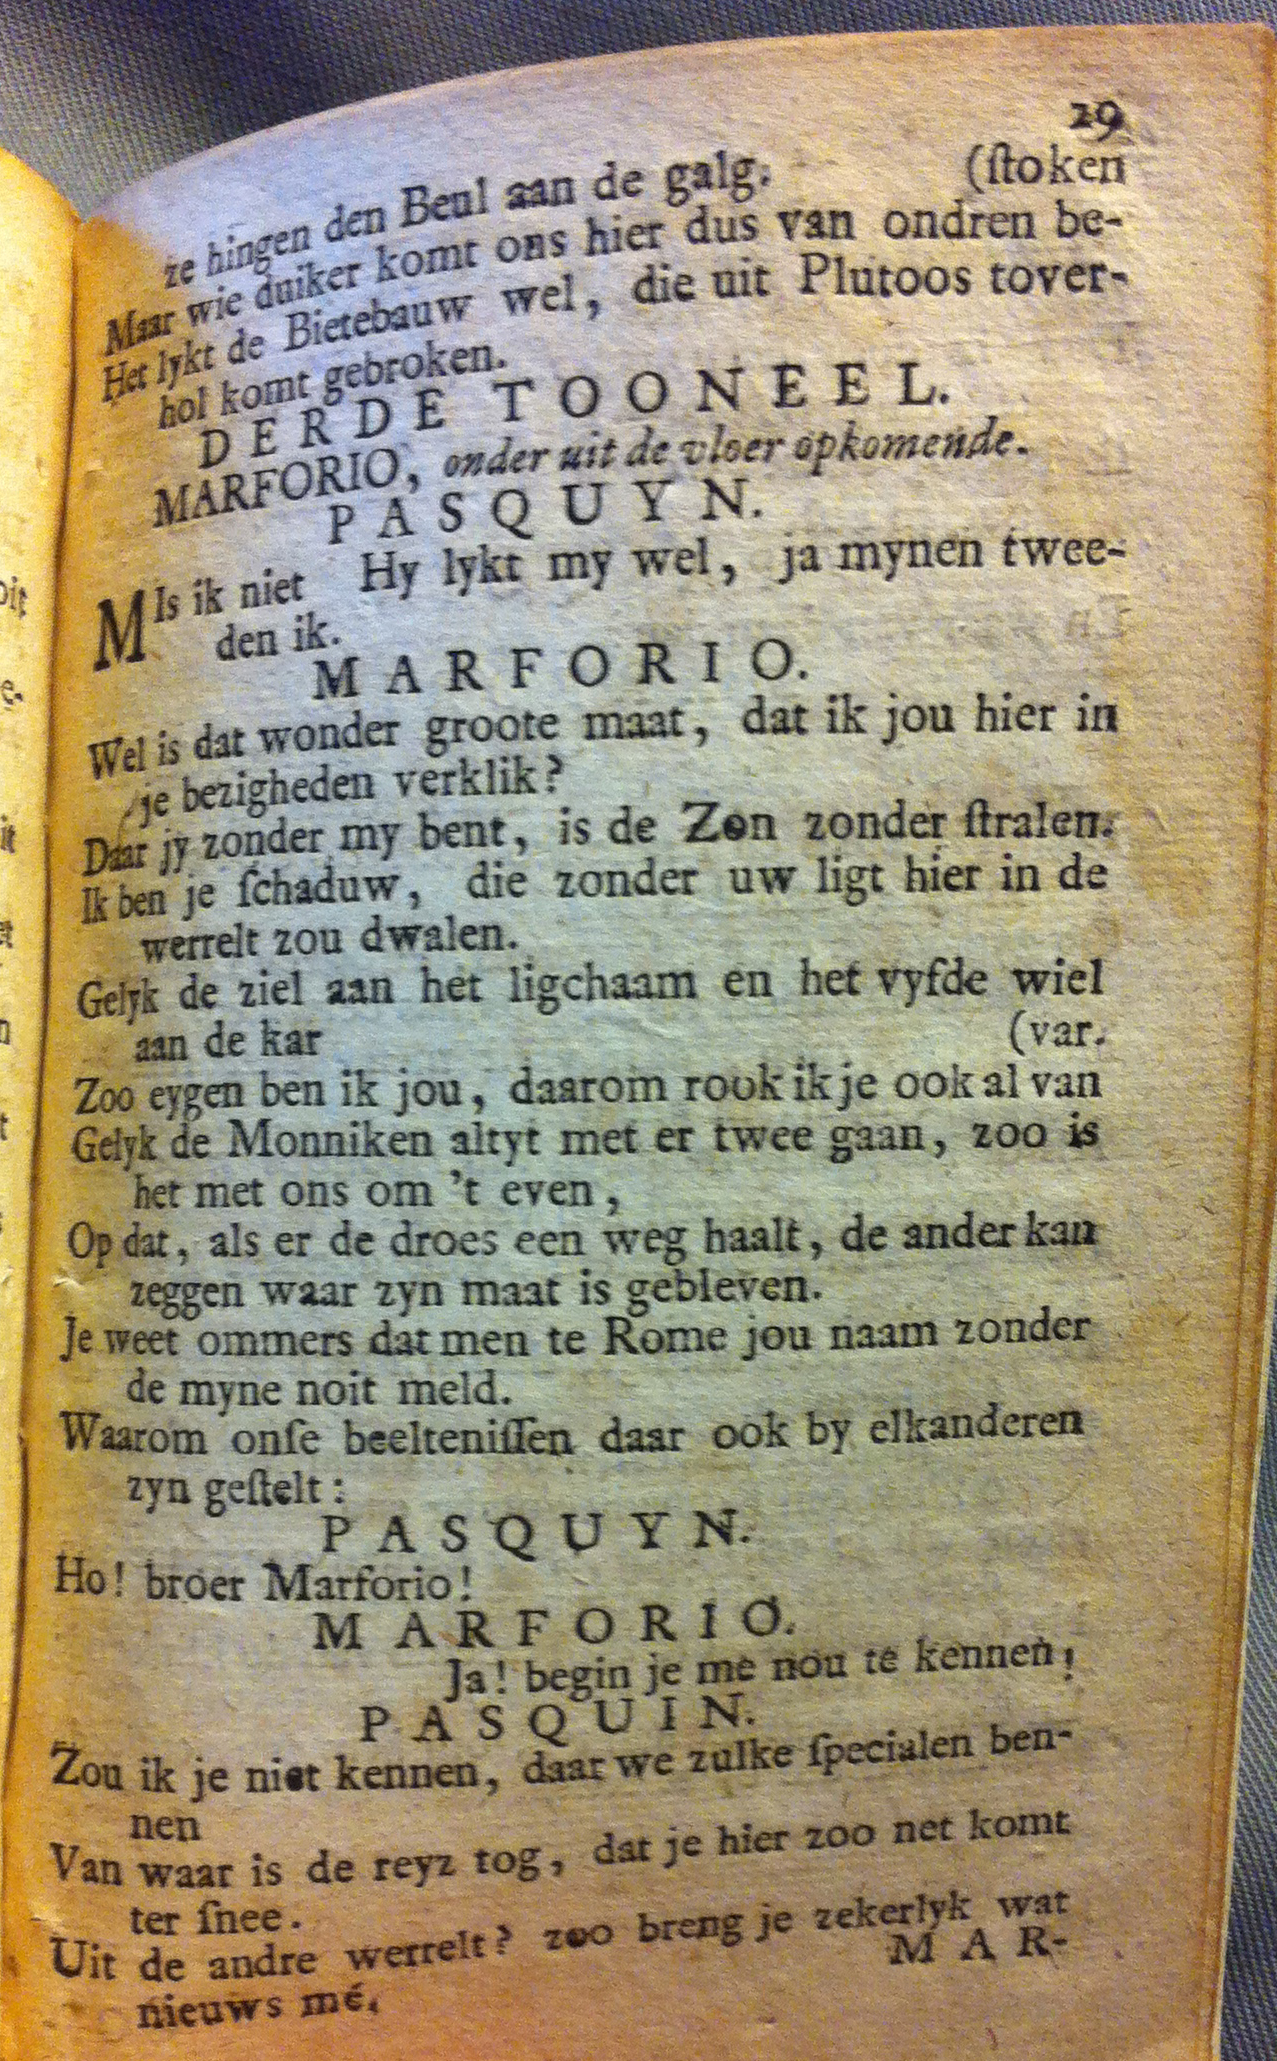 29
ze hingen den Beul aan de galg. (ſtoken
Maar wie duiker komt ons hier dus van ondren be-
Het lykt de Bietebauw wel, die uit Plutoos tover-
hol komt gebroken.
DERDE TOONEEL.
MARFORIO, onder uit de vloer opkomende.
PASQUYN.
MIs ik niet Hy lykt my wel, ja mynen twee-
den ik.
MARFORIO.
Wel is dat wonder groote maat, dat ik jou hier in
je bezigheden verklik?
Daar jy zonder my bent, is de Zon zonder ſtralen.
Ik ben je ſchaduw, die zonder uw ligt hier in de
werrelt zou dwalen.
Gelyk de ziel aan het ligchaam en het vyfde wiel
aan de kar (var.
Zoo eygen ben ik jou, daarom rook ik je ook al van
Gelyk de Monniken altyt met er twee gaan, zoo is
het met ons om 't even,
Op dat, als er de droes een weg haalt, de ander kan
zeggen waar zyn maat is gebleven.
Je weet ommers dat men te Rome jou naam zonder
de myne noit meld.
Waarom onſe beelteniſſen daar ook by elkanderen
zyn geſtelt:
PASQUYN.
Ho! broer Marforio!
MARFORIO.
Ja! begin je me nou te kennen!
PASQUIN.
Zou ik je niet kennen, daar we zulke ſpecialen ben-
nen
Van waar is de reyz tog, dat je hier zoo net komt
ter ſnee.
Uit de andre werrelt? zoo breng je zekerlyk wat
nieuws mé.
MAR-